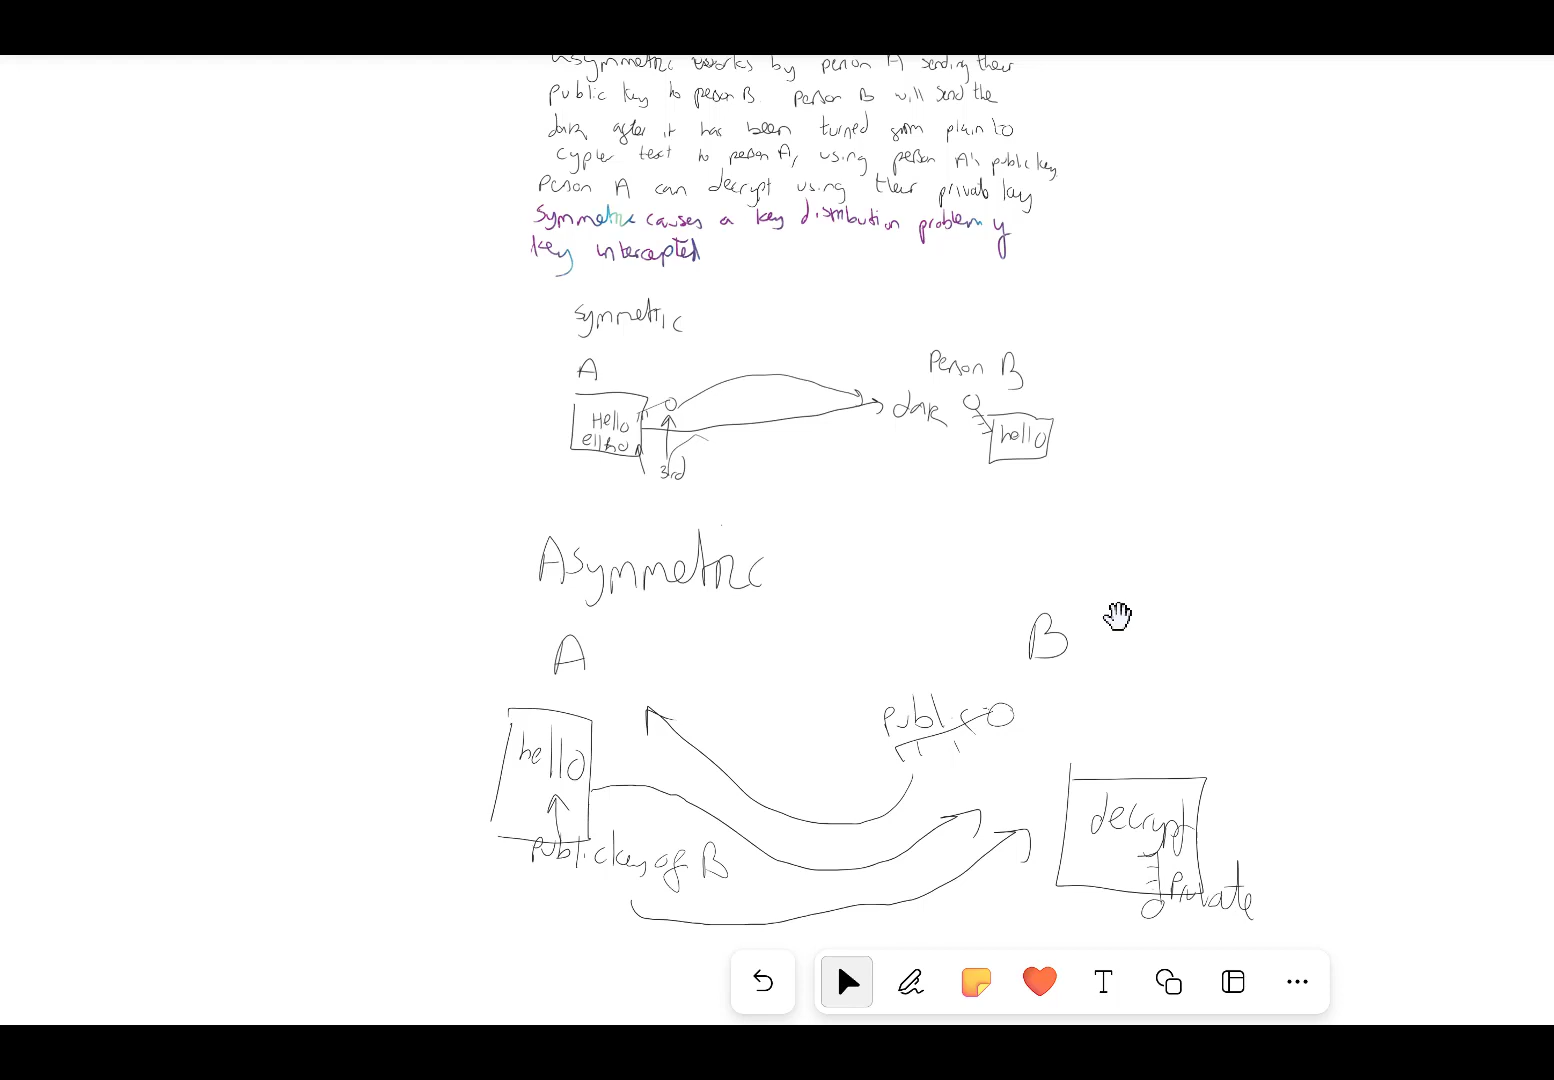 Asymmetric works by person A sending their
public key to person B. Person B will send the
data after it has been turned from plain to
cypler text to person A, using person A's public key
Person A can decrypt using their private key
Symmetric causes a key distribution problem y
key intercepted
Symmetric
A
Person B
Hello
data
hello
3rd
Asymmetric
A
B
public
hello
decrypt
public key of B
Private
T